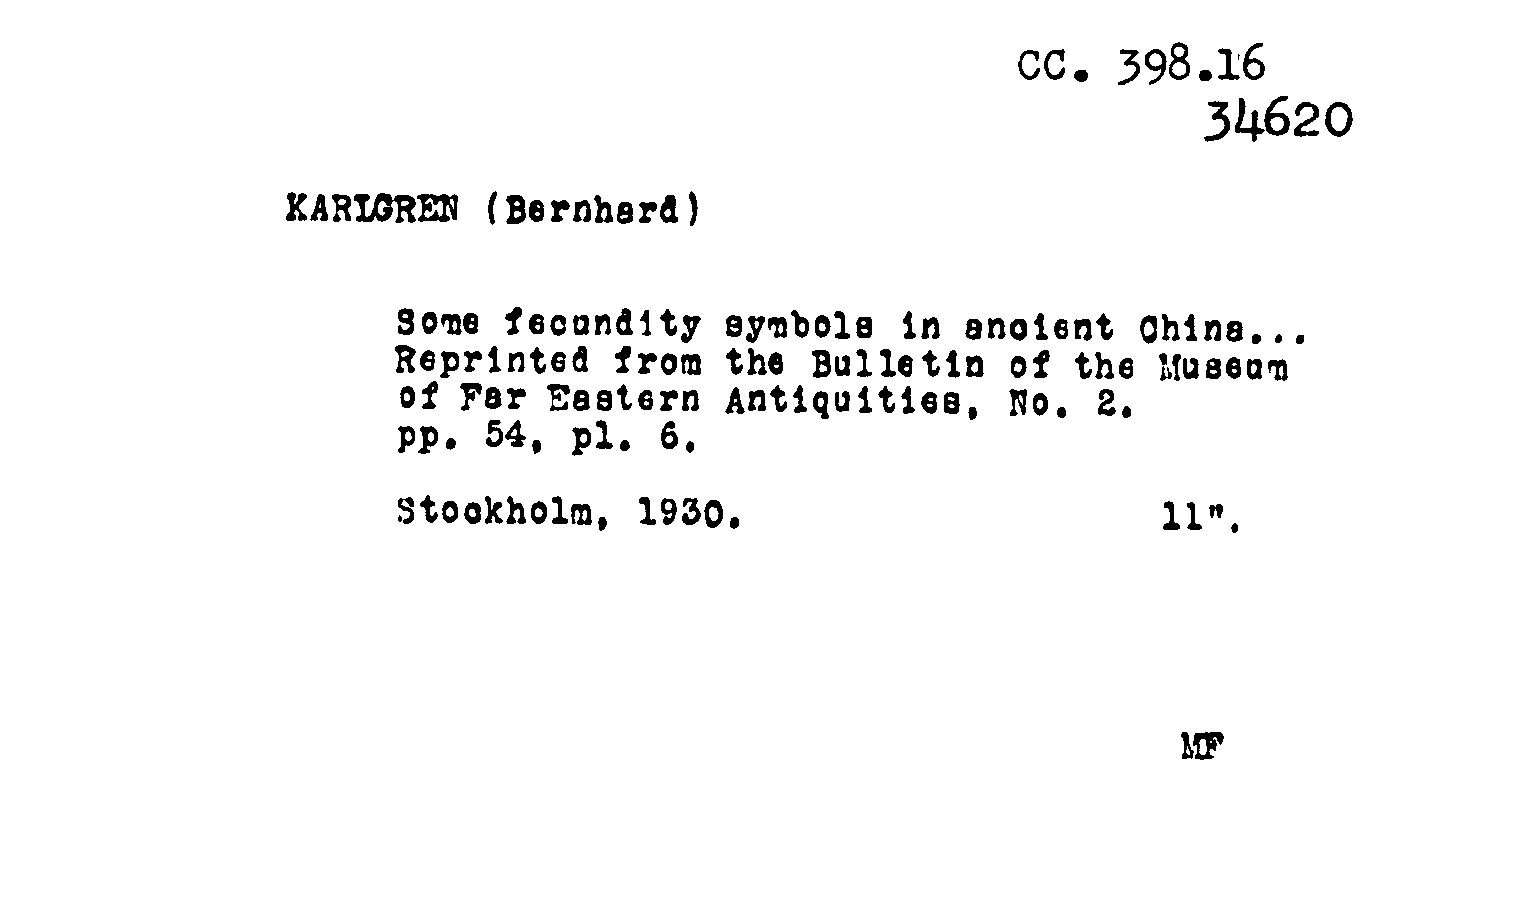 CC. 398.16
34620
KARLGREN (Bernhard)
Some fecundity symbols in ancient China...
Reprinted from the Bulletin of the Museum
of Far Eastern Antiquities, No. 2.
pp. 54, pl. 6.
Stockholm, 1930.
11".
MF